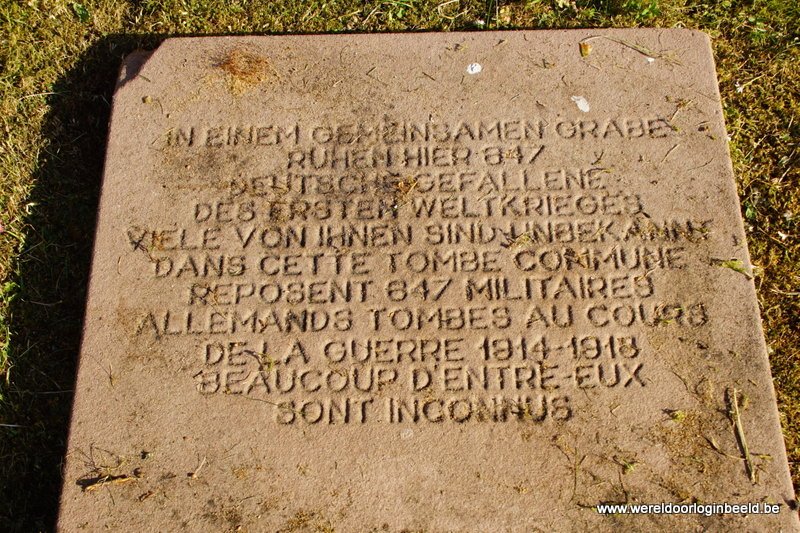 IN EINEM GEMEINSAMEN GRABE
RUHEN HIER 847
DEUTSCHE GEFALLENE
DES ERSTEN WELTKRIEGES
VIELE VON IHNEN SIND UNBEKANNT
DANS CETTE TOMBE COMMUNE
REPOSENT 847 MILITAIRES
ALLEMANDS TOMBES AU COURS
DE LA GUERRE 1914-1918
BEAUCOUP D'ENTRE-EUX
SONT INCONNUS
www.wereldoorloginbeeld.be